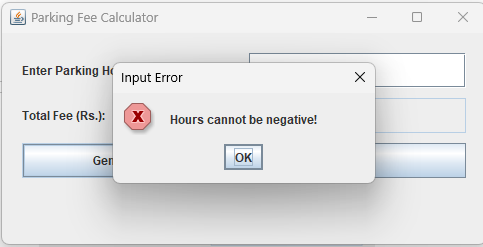 Parking Fee Calculator
Enter Parking Ho
Input Error
Hours cannot be negative!
Total Fee (Rs.):
OK
Gen